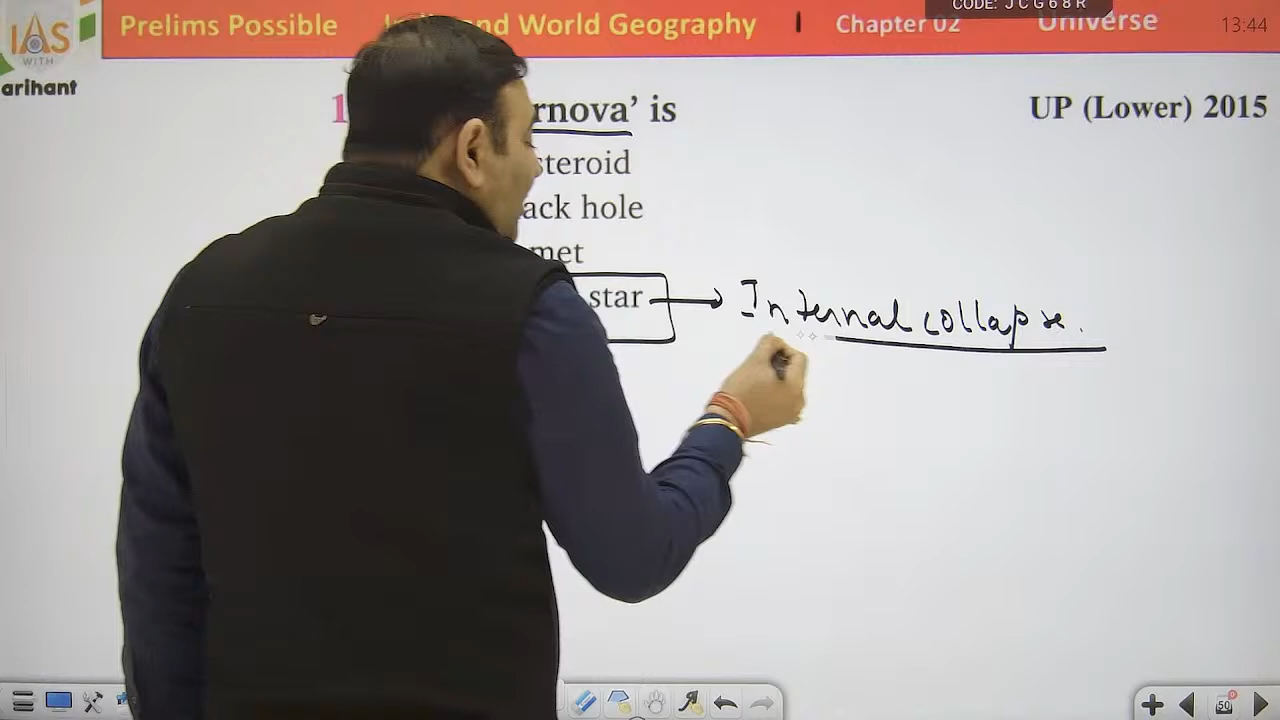 CODE: JCG68R
IAS
WITH
arihant
Prelims Possible
and World Geography | Chapter 02 Universe 13:44
rnova’ is UP (Lower) 2015
steroid
ack hole
met
star → Internal collapse.
50